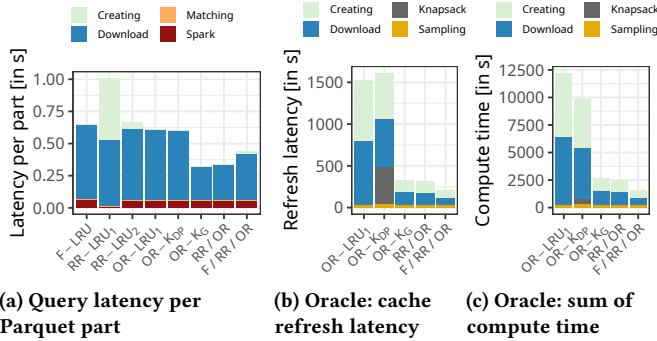 Creating Matching
Download Spark
Latency per part [in s]
1.00
0.75
0.50
0.25
0.00
F – LRU
RR – LRU1
RR – LRU2
OR – LRU1
OR – KDP
OR – KG
RR / OR
F / RR / OR
(a) Query latency per
Parquet part
Creating Knapsack
Download Sampling
Refresh latency [in s]
1500
1000
500
0
OR – LRU1
OR – KDP
OR – KG
RR / OR
F / RR / OR
(b) Oracle: cache
refresh latency
Creating Knapsack
Download Sampling
Compute time [in s]
12500
10000
7500
5000
2500
0
OR – LRU1
OR – KDP
OR – KG
RR / OR
F / RR / OR
(c) Oracle: sum of
compute time